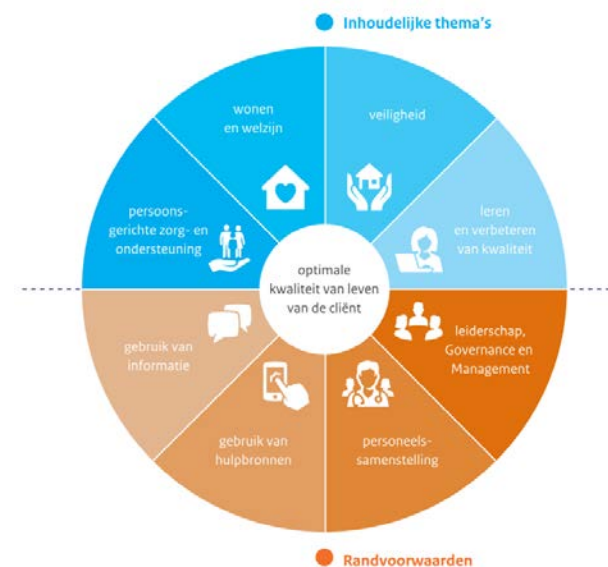 Inhoudelijke thema's
wonen
en welzijn
veiligheid
persoons-
gerichte zorg- en
ondersteuning
leren
en verbeteren
van kwaliteit
optimale
kwaliteit van leven
van de cliënt
gebruik van
informatie
leiderschap,
Governance en
Management
gebruik van
hulpbronnen
personeels-
samenstelling
Randvoorwaarden